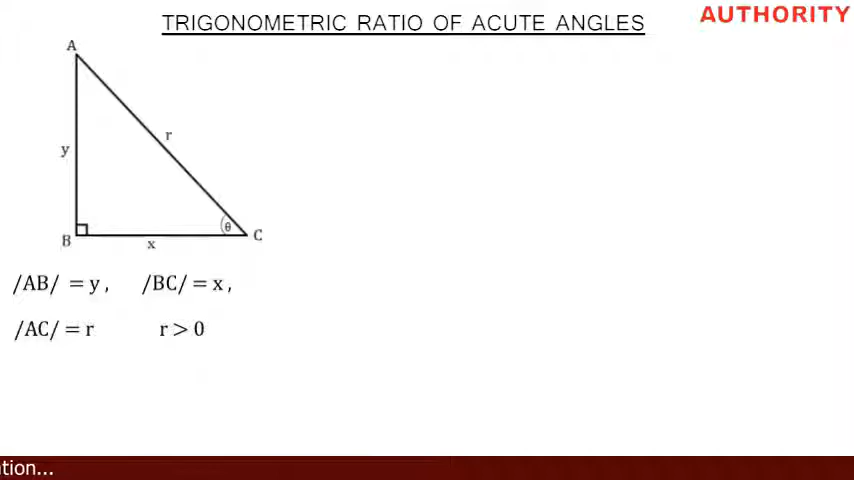 TRIGONOMETRIC RATIO OF ACUTE ANGLES
AUTHORITY
A
r
y
θ
B
x
C
/AB/ = y , /BC/ = x ,
/AC/ = r r > 0
tion...